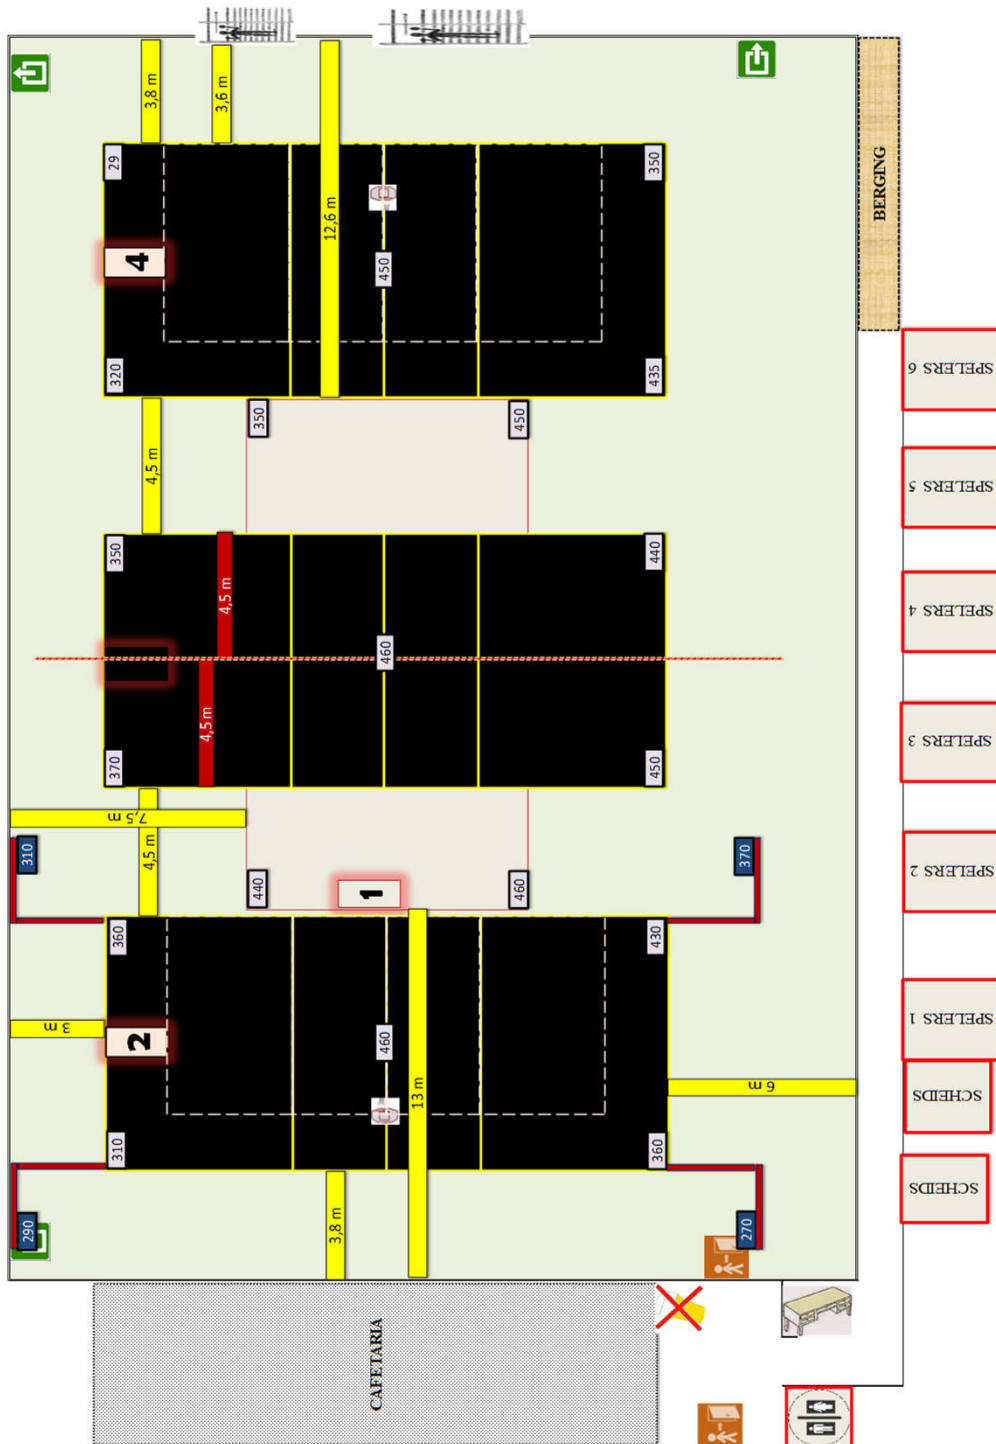 3,8 m
3,6 m
12,6 m
29
350
4
450
320
435
BERGING
350
450
4,5 m
350
440
4,5 m
460
4,5 m
370
450
7,5 m
4,5 m
310
370
440
1
460
360
430
3 m
2
460
13 m
6 m
310
360
3,8 m
290
270
CAFETARIA
SPELERS 6
SPELERS 5
SPELERS 4
SPELERS 3
SPELERS 2
SPELERS 1
SCHEIDS
SCHEIDS